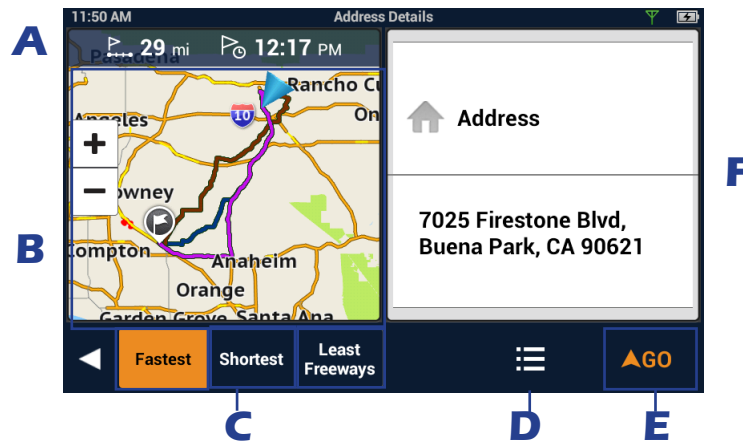 11:50 AM
Address Details
A
29 mi
12:17 PM
Pasadena
Rancho Cu
10
On
Angeles
Address
+
F
−
owney
7025 Firestone Blvd,
Buena Park, CA 90621
B
ompton
Anaheim
Orange
Garden Grove
Santa Ana
Fastest
Shortest
Least
Freeways
GO
C
D
E